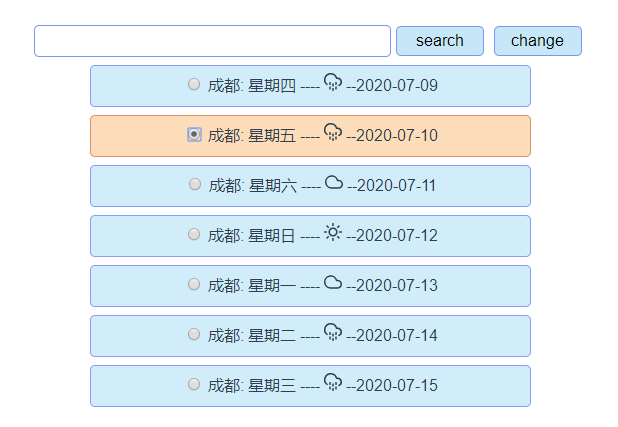 search change
成都: 星期四 ---- --2020-07-09
成都: 星期五 ---- --2020-07-10
成都: 星期六 ---- --2020-07-11
成都: 星期日 ---- --2020-07-12
成都: 星期一 ---- --2020-07-13
成都: 星期二 ---- --2020-07-14
成都: 星期三 ---- --2020-07-15